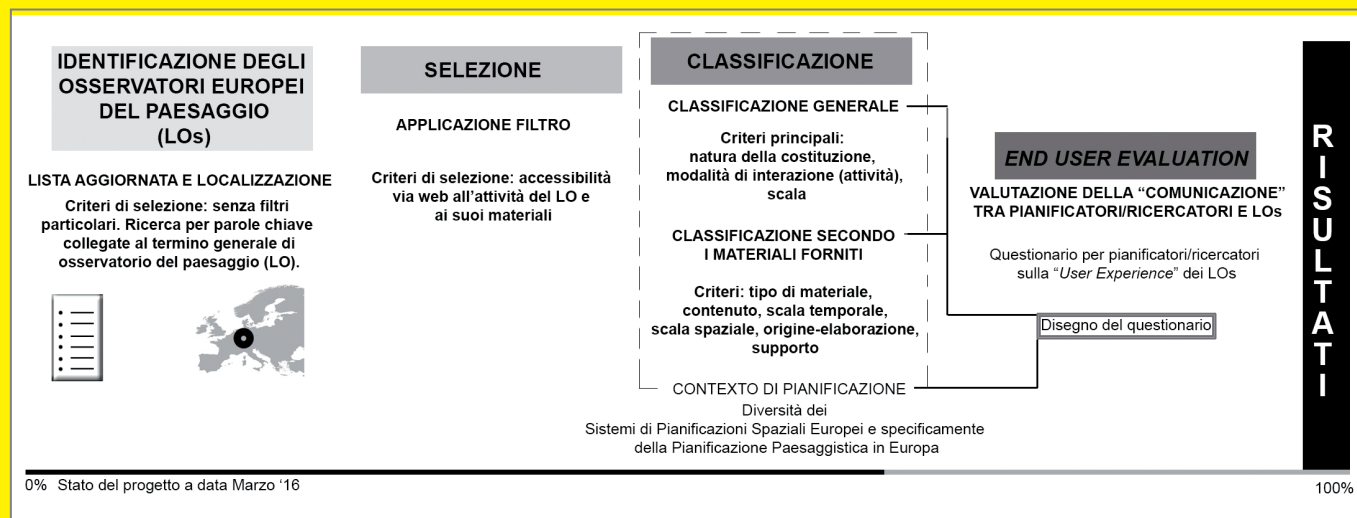 IDENTIFICAZIONE DEGLI
OSSERVATORI EUROPEI
DEL PAESAGGIO
(LOs)
LISTA AGGIORNATA E LOCALIZZAZIONE
Criteri di selezione: senza filtri
particolari. Ricerca per parole chiave
collegate al termino generale di
osservatorio del paesaggio (LO).
SELEZIONE
APPLICAZIONE FILTRO
Criteri di selezione: accessibilità
via web all'attività del LO e
ai suoi materiali
CLASSIFICAZIONE
CLASSIFICAZIONE GENERALE
Criteri principali:
natura della costituzione,
modalità di interazione (attività),
scala
CLASSIFICAZIONE SECONDO
I MATERIALI FORNITI
Criteri: tipo di materiale,
contenuto, scala temporale,
scala spaziale, origine-elaborazione,
supporto
CONTEXTO DI PIANIFICAZIONE
Diversità dei
Sistemi di Pianificazioni Spaziali Europei e specificamente
della Pianificazione Paesaggistica in Europa
END USER EVALUATION
VALUTAZIONE DELLA “COMUNICAZIONE”
TRA PIANIFICATORI/RICERCATORI E LOs
Questionario per pianificatori/ricercatori
sulla “User Experience” dei LOs
Disegno del questionario
RISULTATI
0% Stato del progetto a data Marzo ‘16
100%